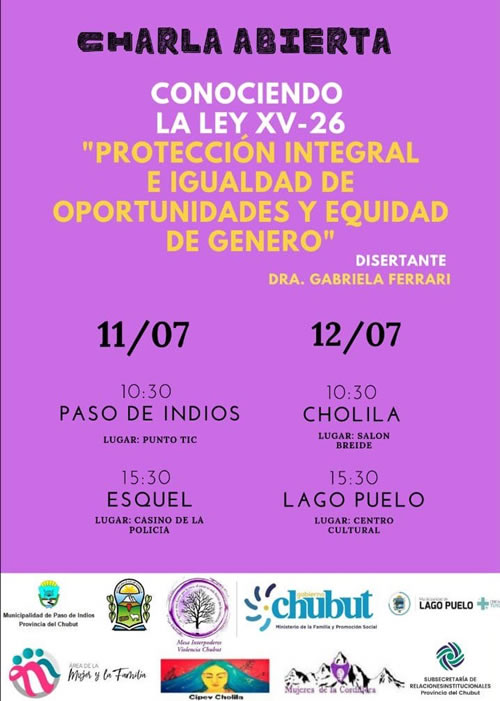 CHARLA ABIERTA
CONOCIENDO
LA LEY XV-26
"PROTECCIÓN INTEGRAL
E IGUALDAD DE
OPORTUNIDADES Y EQUIDAD
DE GENERO"
DISERTANTE
DRA. GABRIELA FERRARI
11/07
10:30
PASO DE INDIOS
LUGAR: PUNTO TIC
15:30
ESQUEL
LUGAR: CASINO DE LA
POLICIA
12/07
10:30
CHOLILA
LUGAR: SALON
BREIDE
15:30
LAGO PUELO
LUGAR: CENTRO
CULTURAL
Municipalidad de Paso de Indios
Provincia del Chubut
Mesa Interpoderes
Violencia Chubut
gobierno
chubut
Ministerio de la Familia y Promoción Social
LAGO PUELO
ÁREA DE LA
Mujer y la Familia
Cipev Cholila
Mujeres de la Cordillera
SUBSECRETARÍA DE
RELACIONESINSTITUCIONALES
Provincia del Chubut